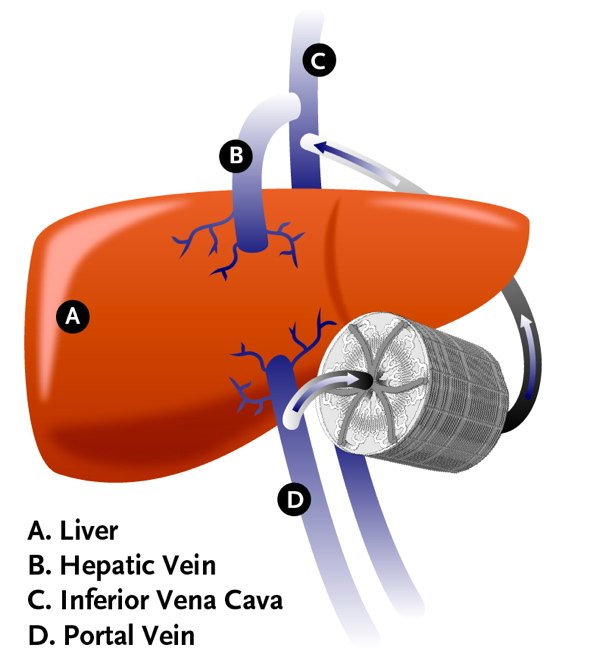 C
B
A
D
A. Liver
B. Hepatic Vein
C. Inferior Vena Cava
D. Portal Vein